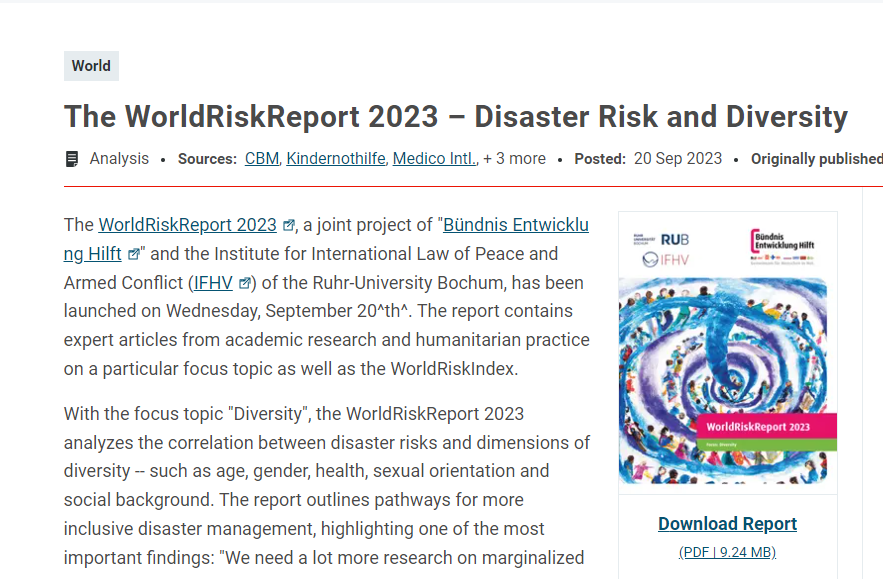 World
The WorldRiskReport 2023 – Disaster Risk and Diversity
Analysis • Sources: CBM, Kindernothilfe, Medico Intl., + 3 more • Posted: 20 Sep 2023 • Originally published
The WorldRiskReport 2023, a joint project of "Bündnis Entwicklu
ng Hilft" and the Institute for International Law of Peace and
Armed Conflict (IFHV) of the Ruhr-University Bochum, has been
launched on Wednesday, September 20^th^. The report contains
expert articles from academic research and humanitarian practice
on a particular focus topic as well as the WorldRiskIndex.
With the focus topic "Diversity", the WorldRiskReport 2023
analyzes the correlation between disaster risks and dimensions of
diversity -- such as age, gender, health, sexual orientation and
social background. The report outlines pathways for more
inclusive disaster management, highlighting one of the most
important findings: "We need a lot more research on marginalized
RUHR
UNIVERSITÄT
BOCHUM
RUB
IFHV
Bündnis
Entwicklung Hilft
WorldRiskReport 2023
Focus: Diversity
Download Report
(PDF | 9.24 MB)